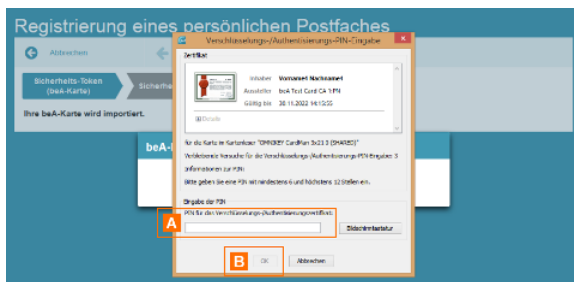 Registrierung eines persönlichen Postfaches
Verschlüsselungs-/Authentisierungs-PIN-Eingabe
Abbrechen
Zertifikat
Inhaber Vorname4 Nachname4
Aussteller beA Test Card CA 1:PN
Gültig bis 30.11.2022 14:15:55
Details
Sicherheits-Token
(beA-Karte)
Sicherhe
Ihre beA-Karte wird importiert.
beA-
für die Karte im Kartenleser "OMNIKEY CardMan 3x21 0 (SHARED)"
Verbleibende Versuche für die Verschlüsselungs-/Authentisierungs-PIN-Eingabe: 3
Informationen zur PIN:
Bitte geben Sie eine PIN mit mindestens 6 und höchstens 12 Stellen ein.
Eingabe der PIN
PIN für das Verschlüsselungs-/Authentisierungszertifikat:
A
Bildschirmtastatur
B
OK
Abbrechen